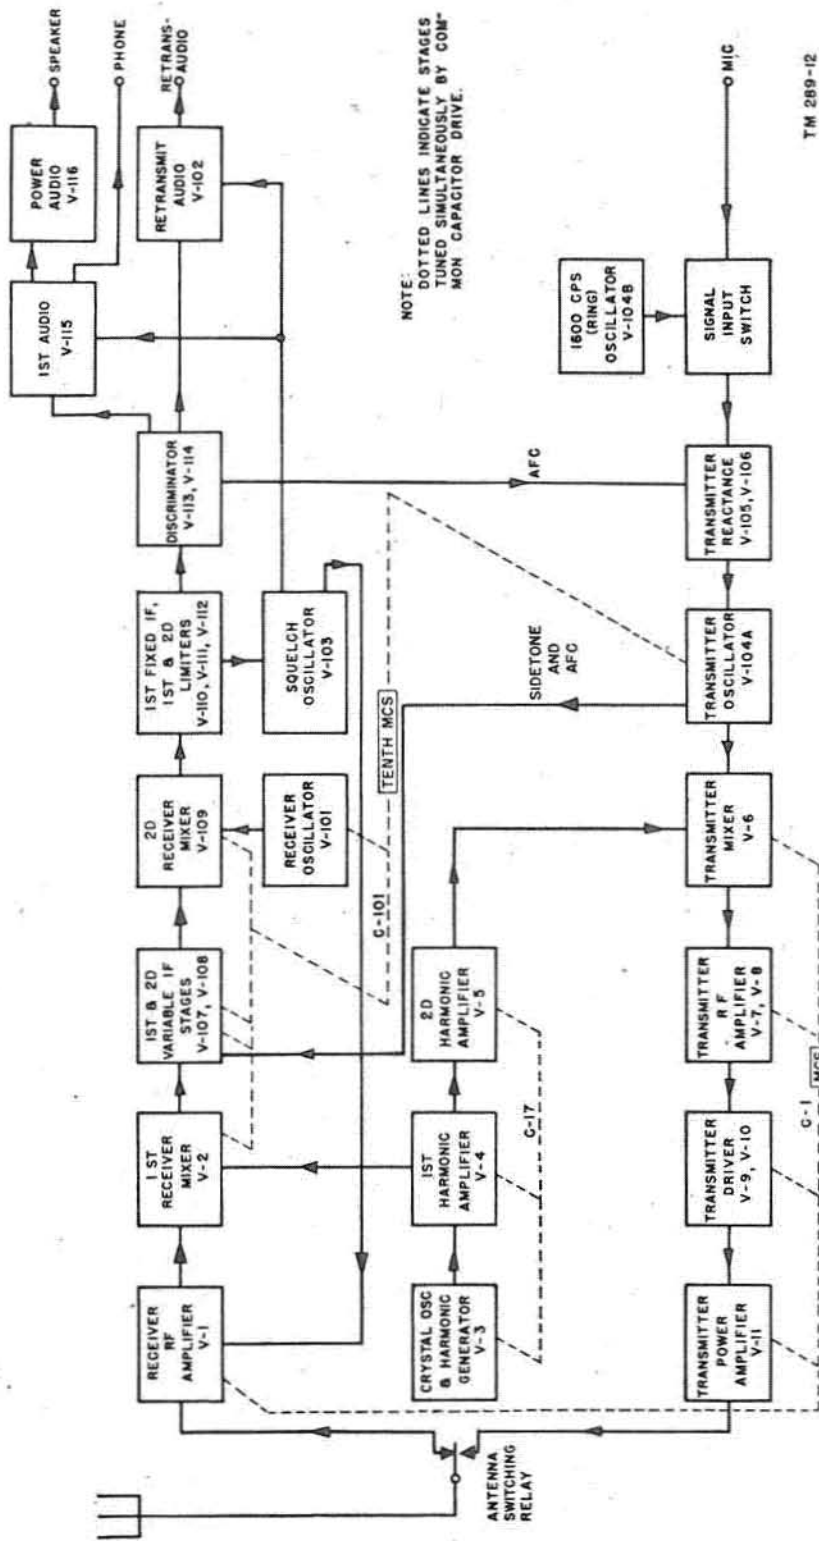 RECEIVER
RF
AMPLIFIER
V-1
1ST
RECEIVER
MIXER
V-2
1ST & 2D
VARIABLE IF
STAGES
V-107, V-108
2D
RECEIVER
MIXER
V-109
1ST FIXED IF,
1ST & 2D
LIMITERS
V-110, V-111, V-112
DISCRIMINATOR
V-113, V-114
1ST AUDIO
V-115
POWER
AUDIO
V-116
SPEAKER
PHONE
RETRANSMIT
AUDIO
V-102
RETRANS-
AUDIO
RECEIVER
OSCILLATOR
V-101
SQUELCH
OSCILLATOR
V-103
C-101
TENTH MCS
NOTE:
DOTTED LINES INDICATE STAGES
TUNED SIMULTANEOUSLY BY COM-
MON CAPACITOR DRIVE.
CRYSTAL OSC
& HARMONIC
GENERATOR
V-3
1ST
HARMONIC
AMPLIFIER
V-4
2D
HARMONIC
AMPLIFIER
V-5
C-17
SIDETONE
AND
AFC
AFC
1600 CPS
(RING)
OSCILLATOR
V-104B
ANTENNA
SWITCHING
RELAY
TRANSMITTER
POWER
AMPLIFIER
V-11
TRANSMITTER
DRIVER
V-9, V-10
TRANSMITTER
RF
AMPLIFIER
V-7, V-8
TRANSMITTER
MIXER
V-6
TRANSMITTER
OSCILLATOR
V-104A
TRANSMITTER
REACTANCE
V-105, V-106
SIGNAL
INPUT
SWITCH
MIC
C-1
MCS
TM 289-12